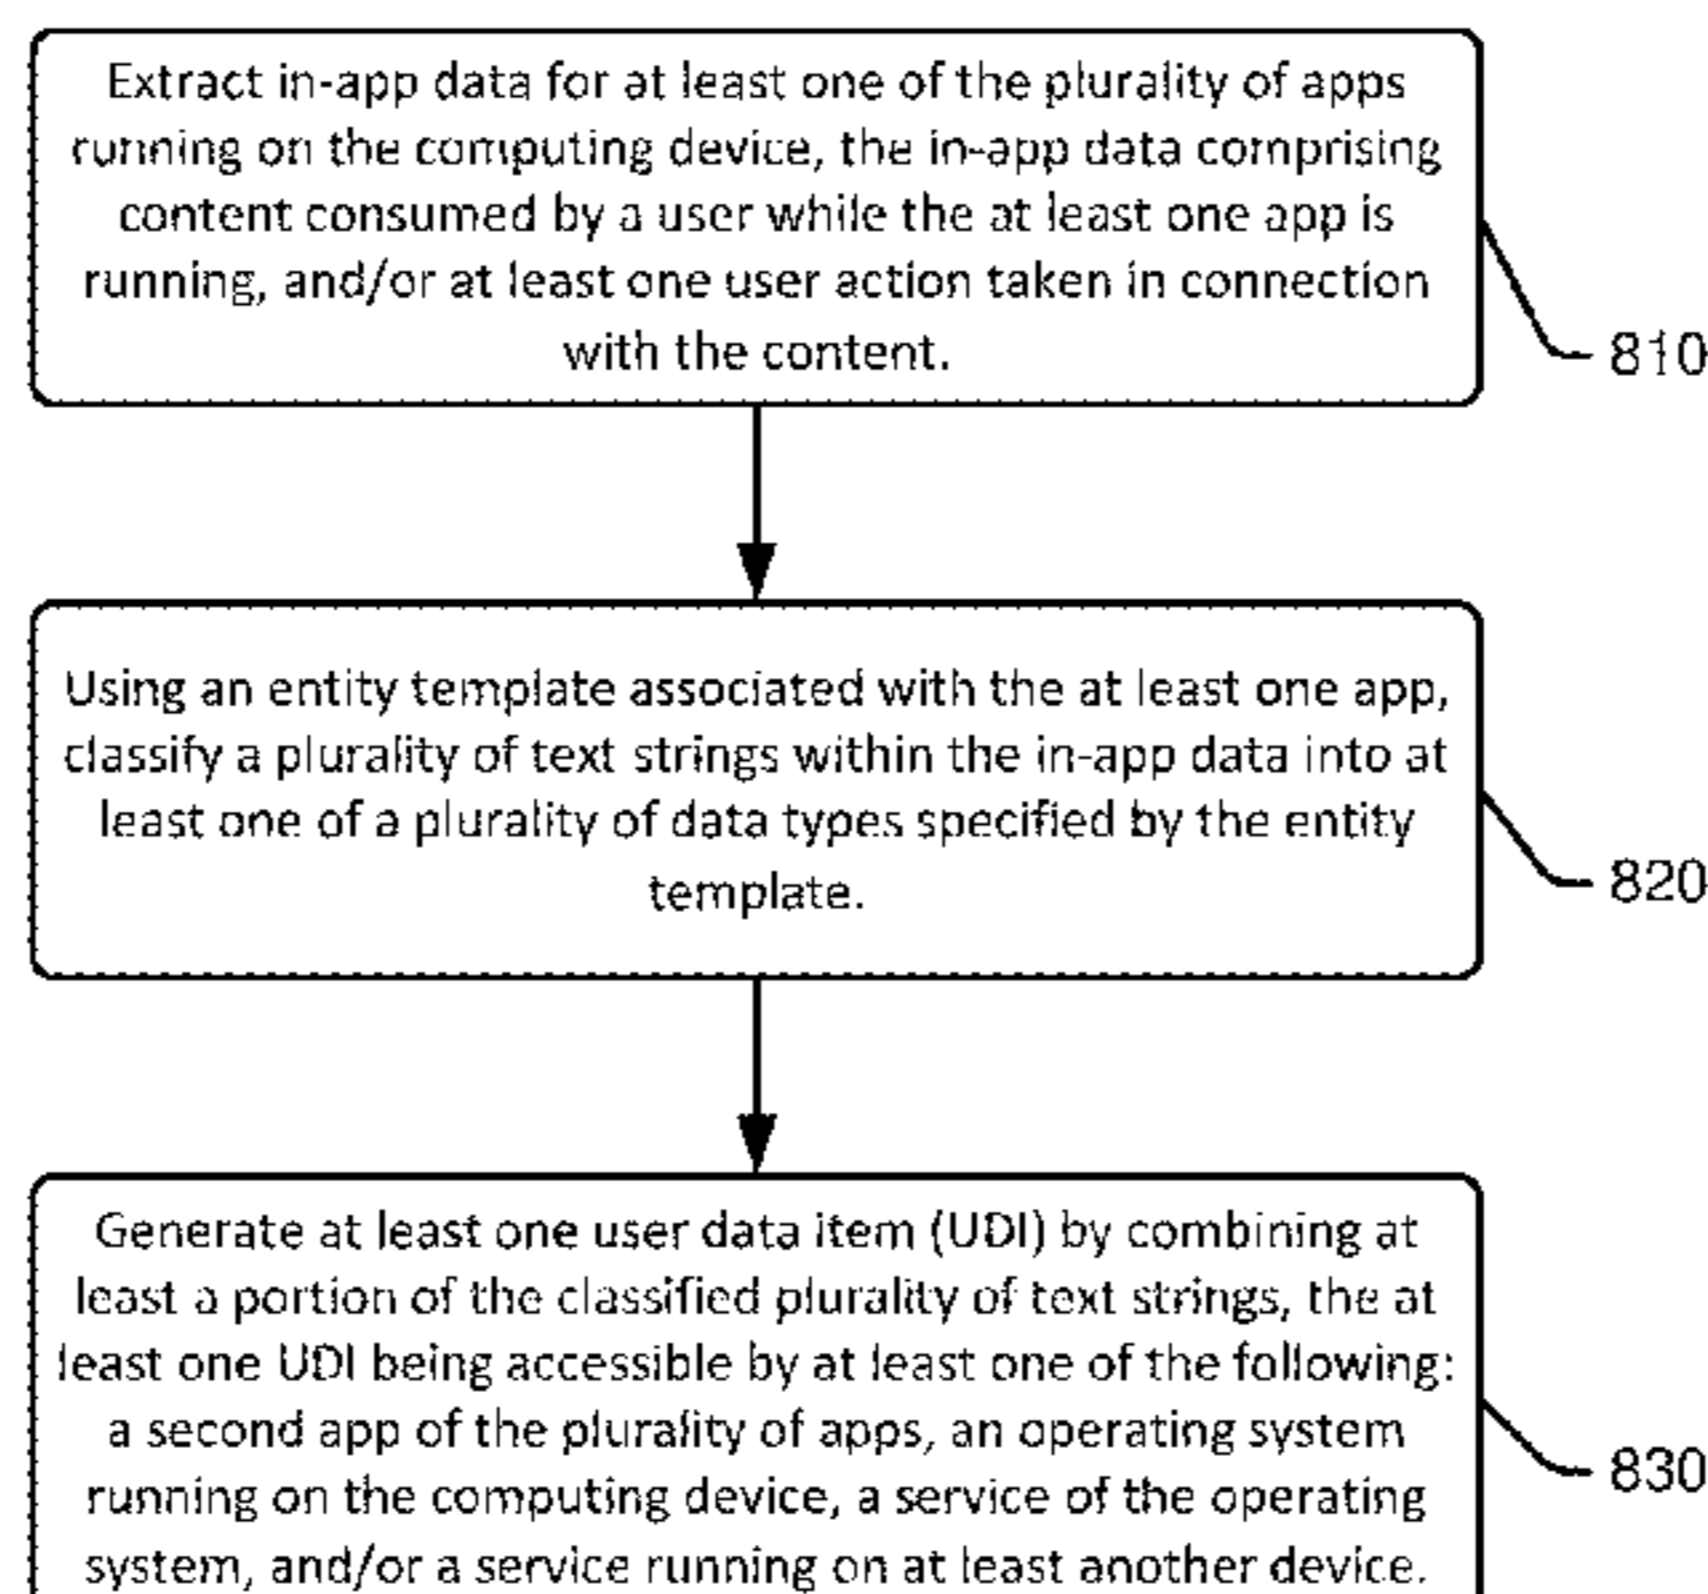 Extract in-app data for at least one of the plurality of apps
running on the computing device, the in-app data comprising
content consumed by a user while the at least one app is
running, and/or at least one user action taken in connection
with the content.
810
Using an entity template associated with the at least one app,
classify a plurality of text strings within the in-app data into at
least one of a plurality of data types specified by the entity
template.
820
Generate at least one user data item (UDI) by combining at
least a portion of the classified plurality of text strings, the at
least one UDI being accessible by at least one of the following:
a second app of the plurality of apps, an operating system
running on the computing device, a service of the operating
system, and/or a service running on at least another device.
830